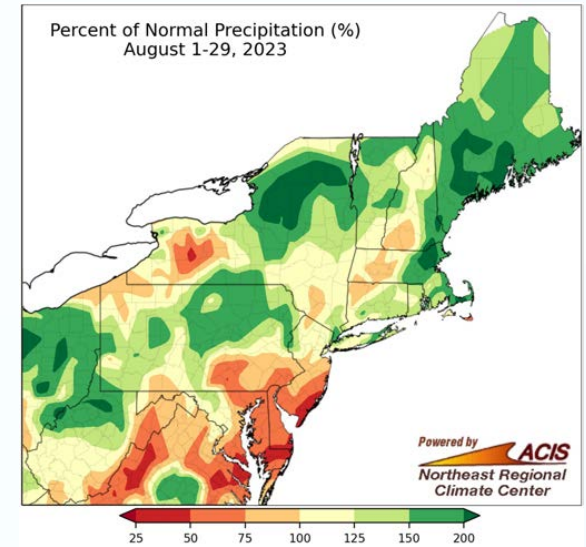 Percent of Normal Precipitation (%)
August 1-29, 2023
Powered by
ACIS
Northeast Regional
Climate Center
25 50 75 100 125 150 200